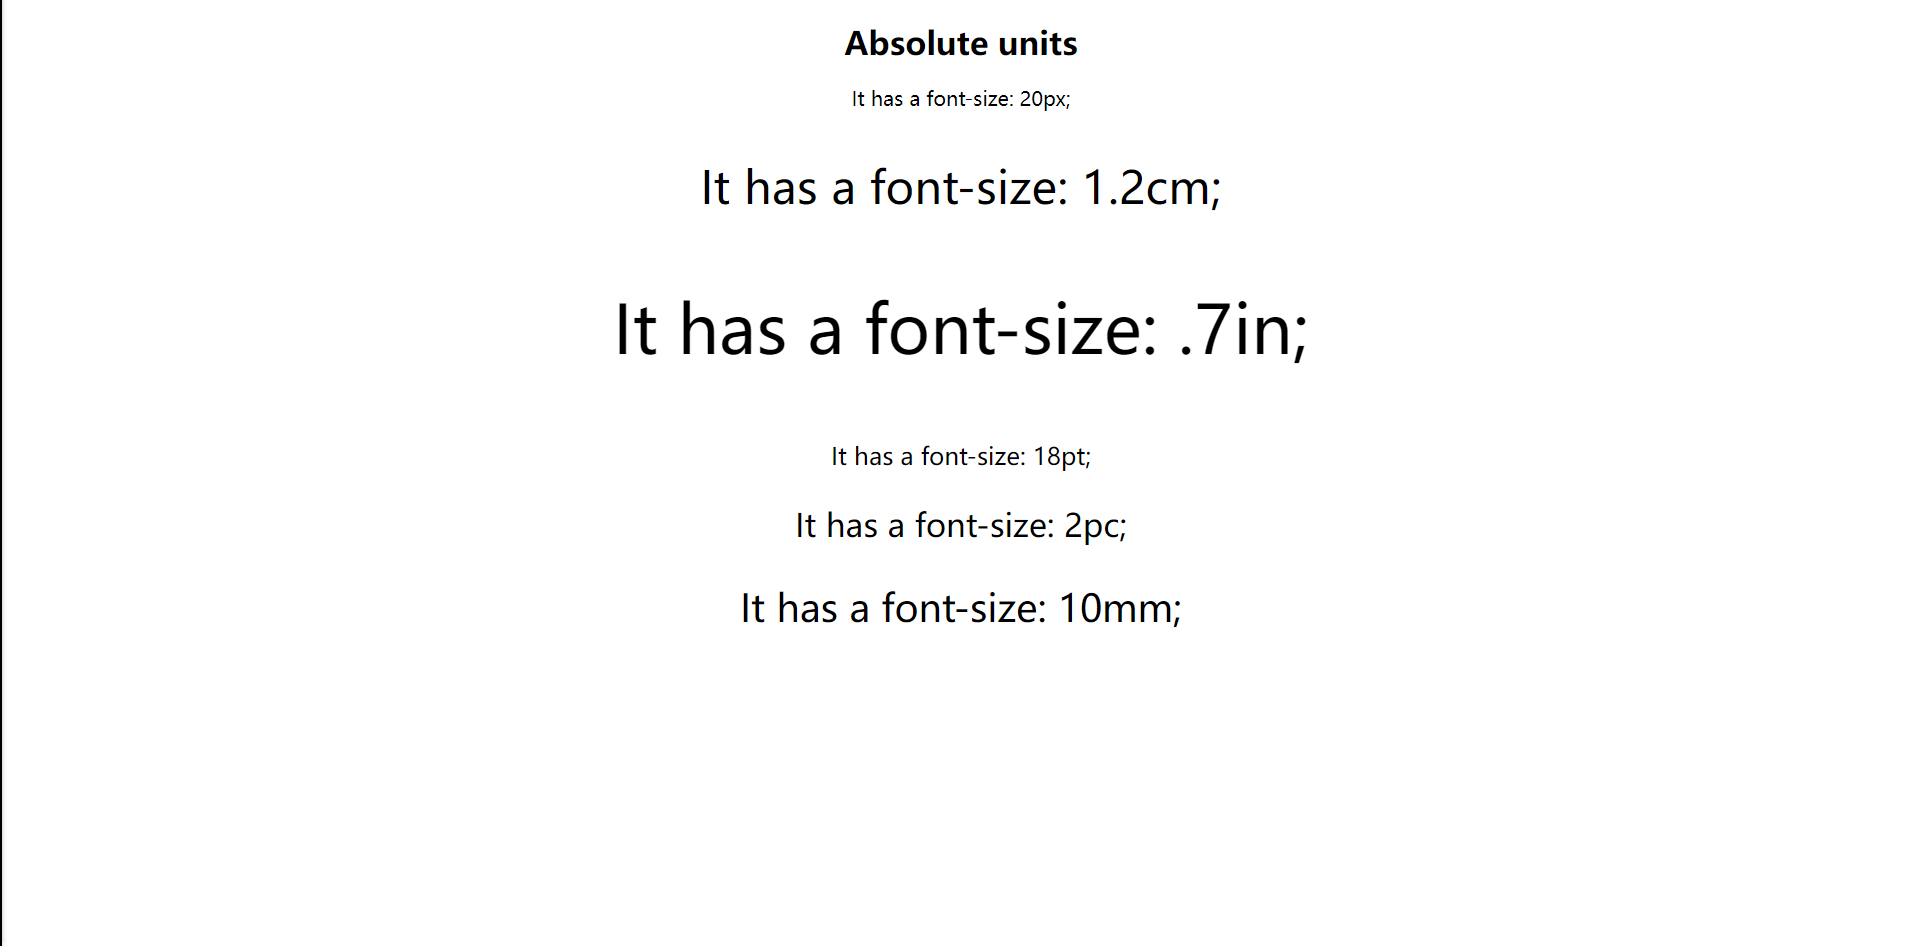 Absolute units
It has a font-size: 20px;
It has a font-size: 1.2cm;
It has a font-size: .7in;
It has a font-size: 18pt;
It has a font-size: 2pc;
It has a font-size: 10mm;